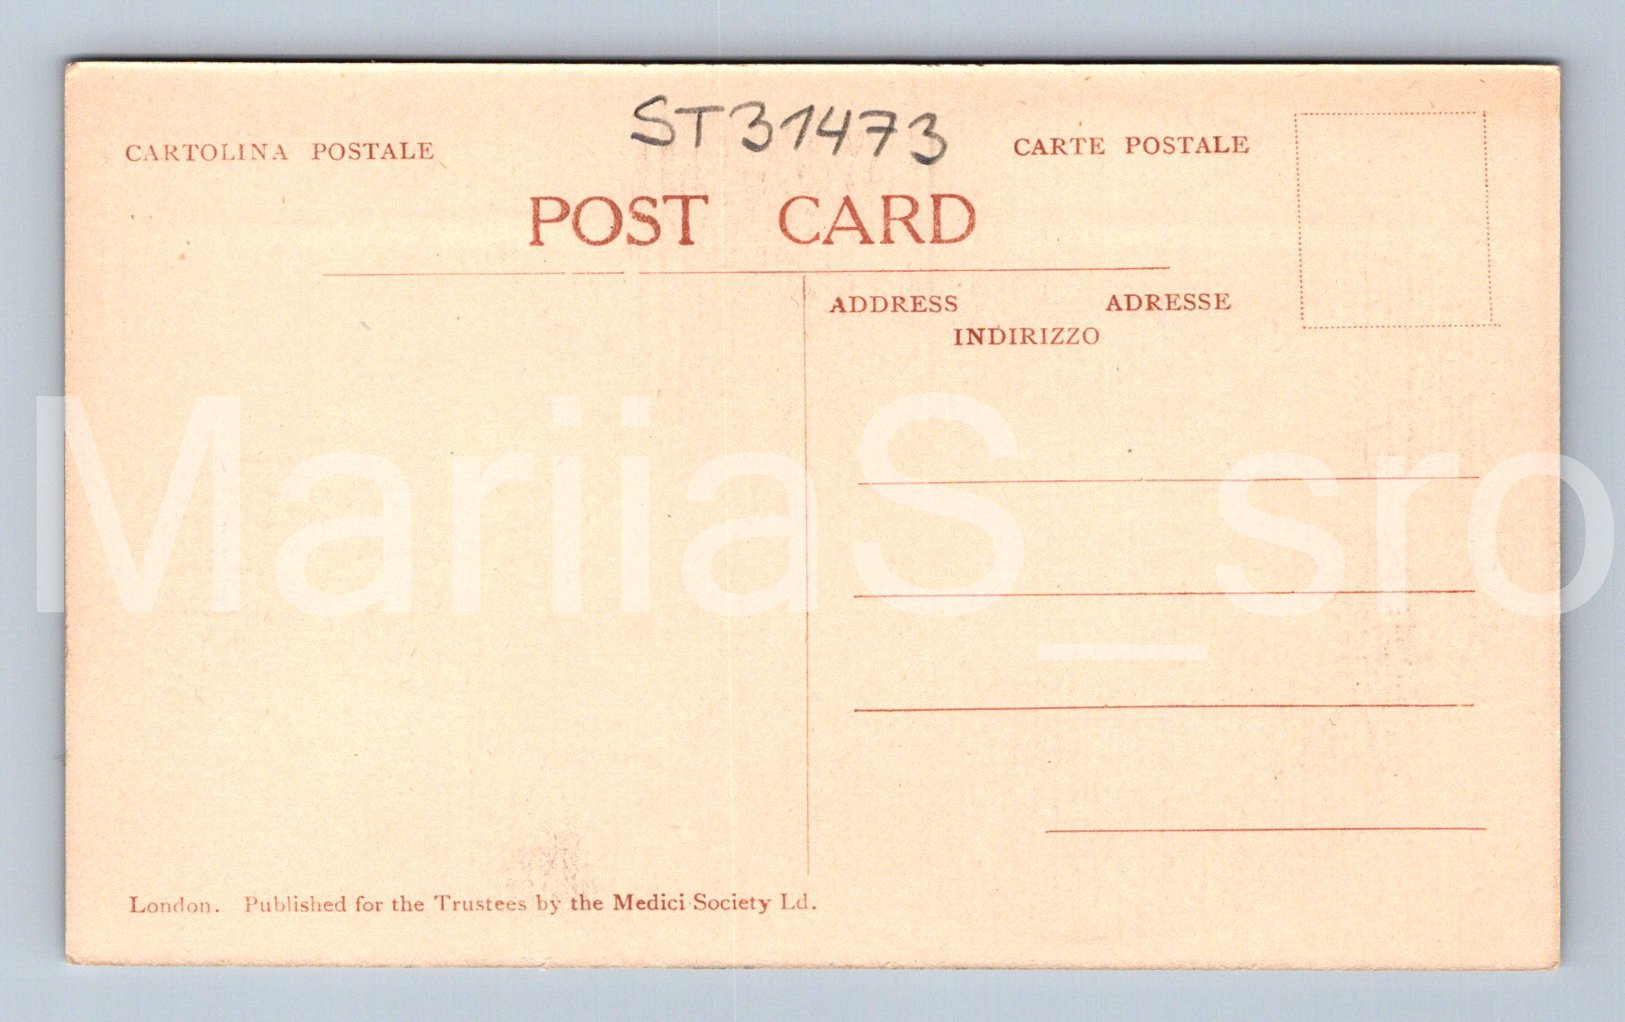 ST31473
CARTOLINA POSTALE
CARTE POSTALE
POST CARD
ADDRESS
ADRESSE
INDIRIZZO
MariiaS_sro
London. Published for the Trustees by the Medici Society Ld.